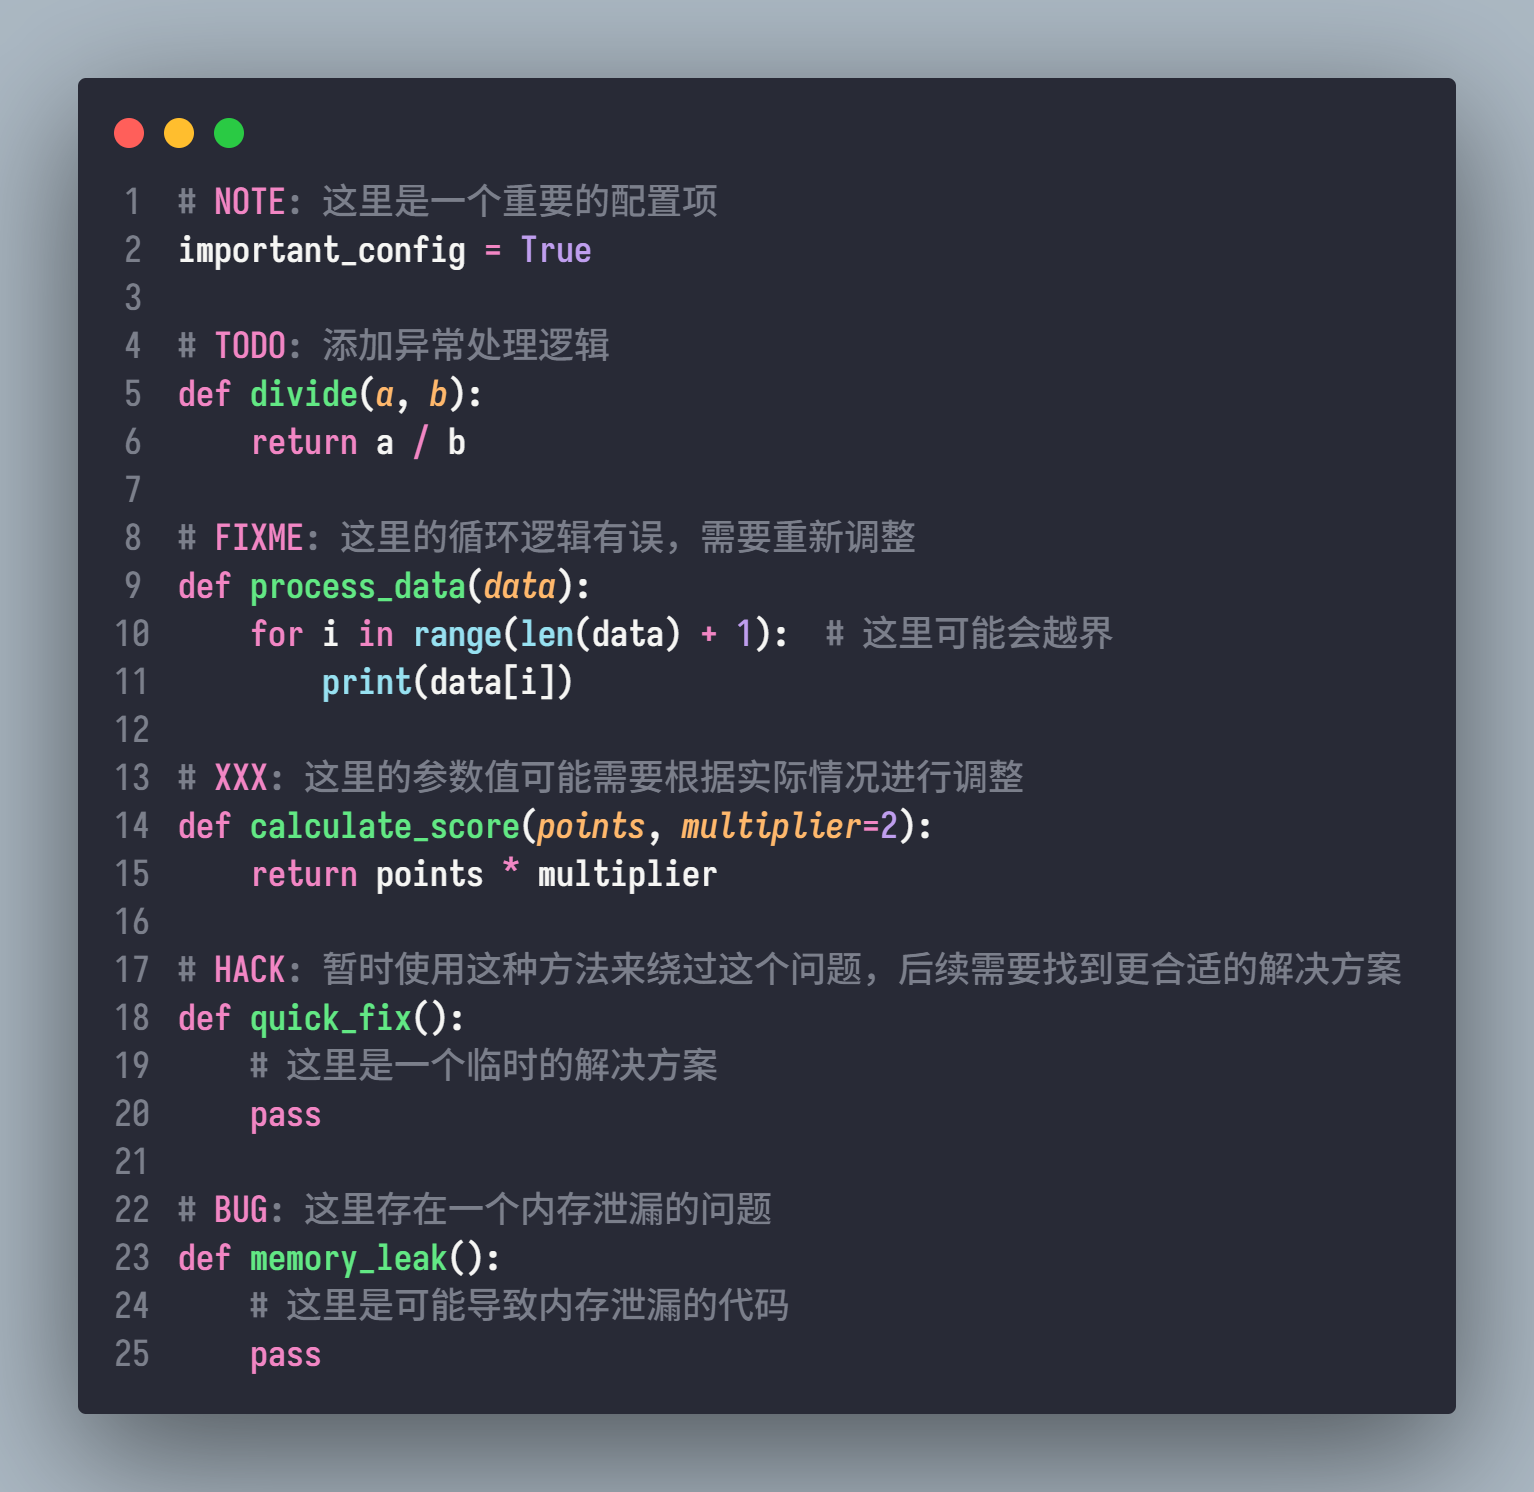 1 # NOTE: 这里是一个重要的配置项
2 important_config = True
3
4 # TODO: 添加异常处理逻辑
5 def divide(a, b):
6     return a / b
7
8 # FIXME: 这里的循环逻辑有误，需要重新调整
9 def process_data(data):
10     for i in range(len(data) + 1):  # 这里可能会越界
11         print(data[i])
12
13 # XXX: 这里的参数值可能需要根据实际情况进行调整
14 def calculate_score(points, multiplier=2):
15     return points * multiplier
16
17 # HACK: 暂时使用这种方法来绕过这个问题，后续需要找到更合适的解决方案
18 def quick_fix():
19     # 这里是一个临时的解决方案
20     pass
21
22 # BUG: 这里存在一个内存泄漏的问题
23 def memory_leak():
24     # 这里是可能导致内存泄漏的代码
25     pass